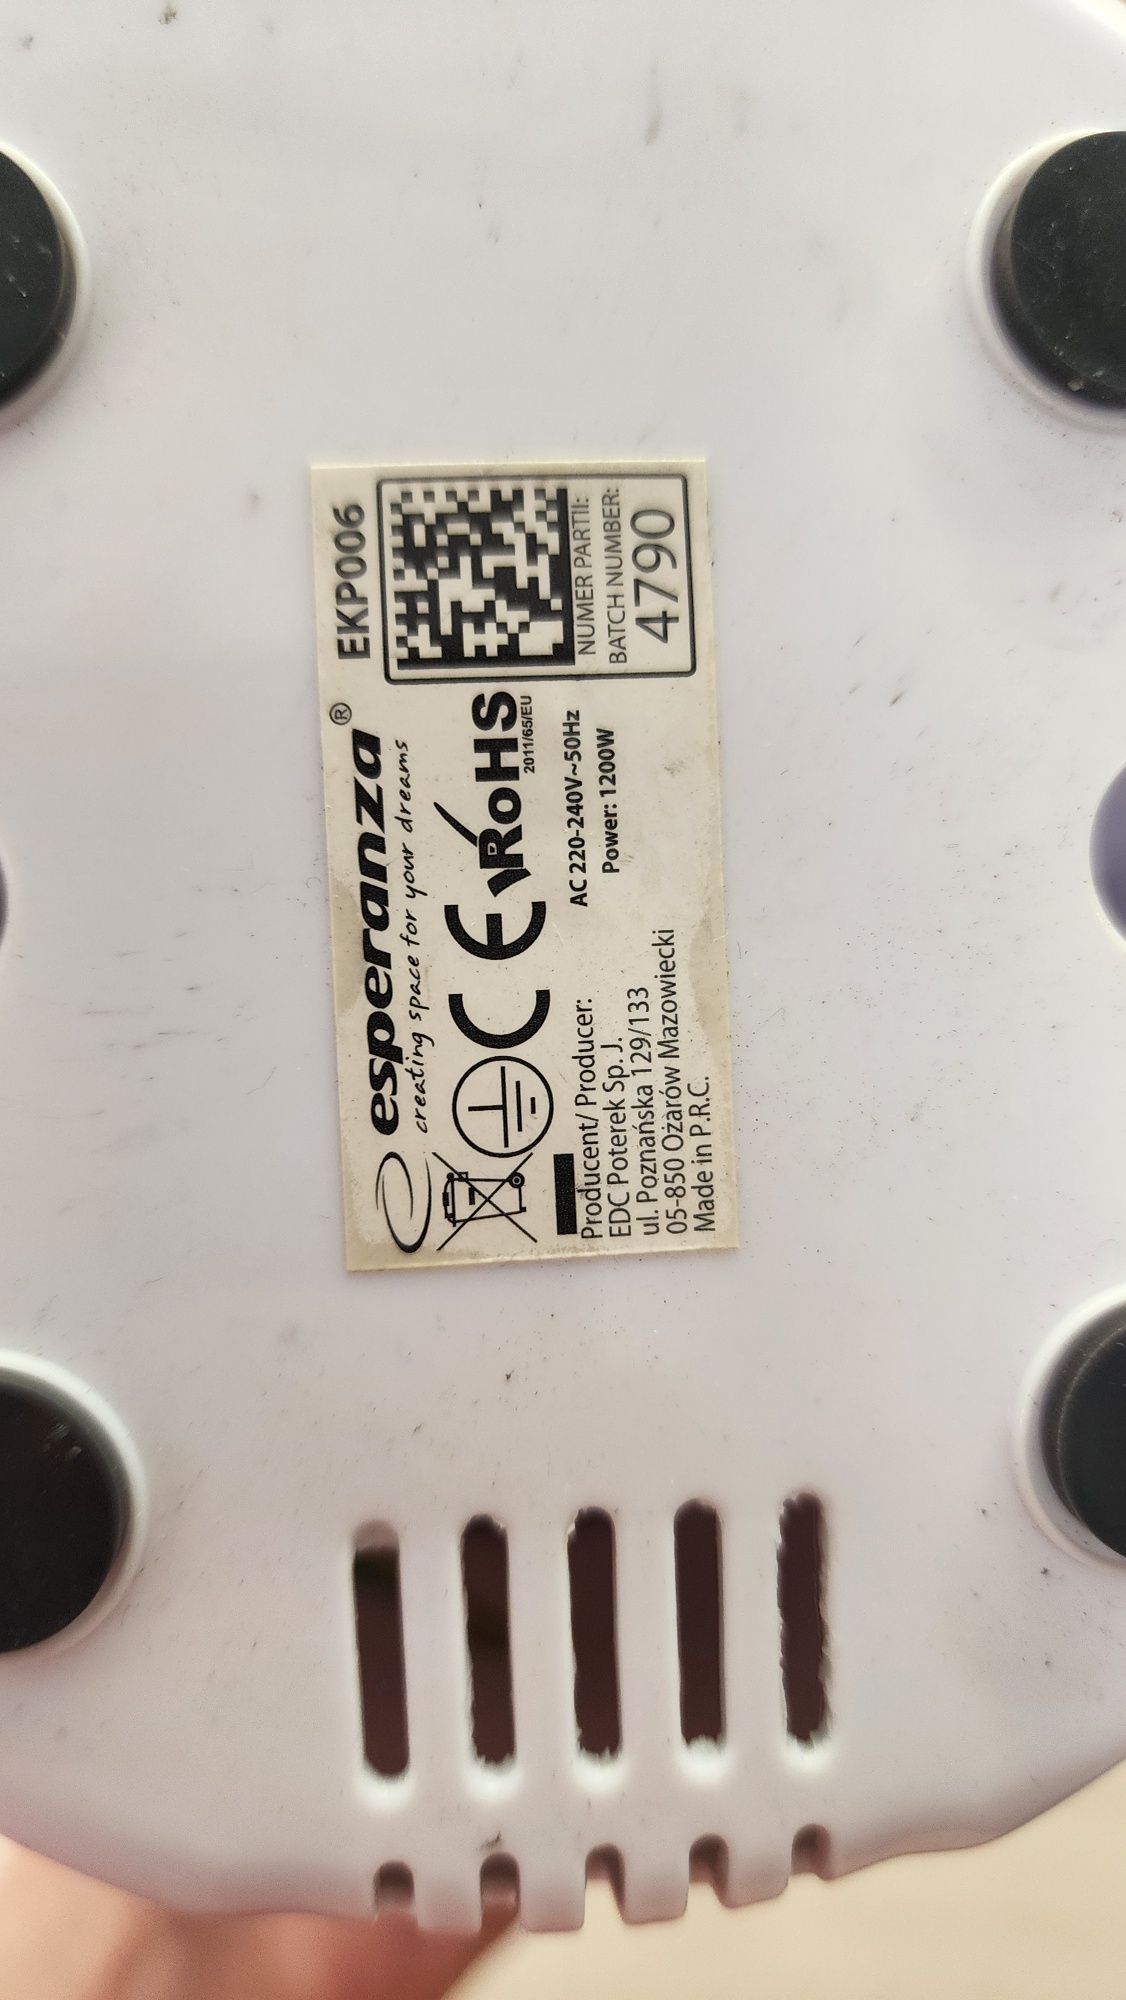 esperanza®
creating space for your dreams
EKP006
CE
RoHS
2011/65/EU
AC 220-240V~50Hz
Power: 1200W
NUMER PARTII:
BATCH NUMBER:
4790
Producent/ Producer:
EDC Poterek Sp. J.
ul. Poznańska 129/133
05-850 Ożarów Mazowiecki
Made in P.R.C.